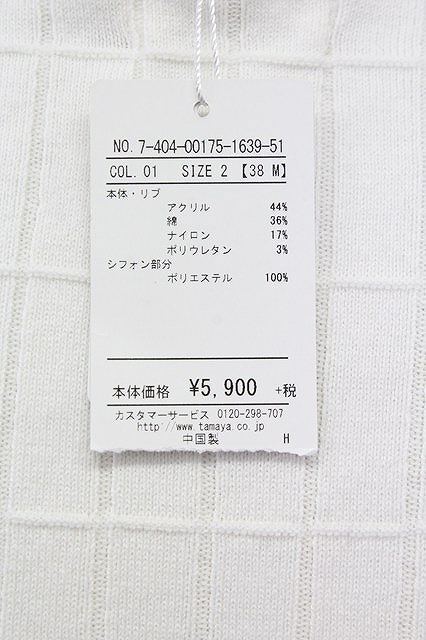 NO. 7-404-00175-1639-51
COL. 01 SIZE 2 【38 M】
本体・リブ
アクリル 44%
綿 36%
ナイロン 17%
ポリウレタン 3%
シフォン部分
ポリエステル 100%
本体価格 ¥5,900 +税
カスタマーサービス 0120-298-707
http://www.tamaya.co.jp
中国製 H